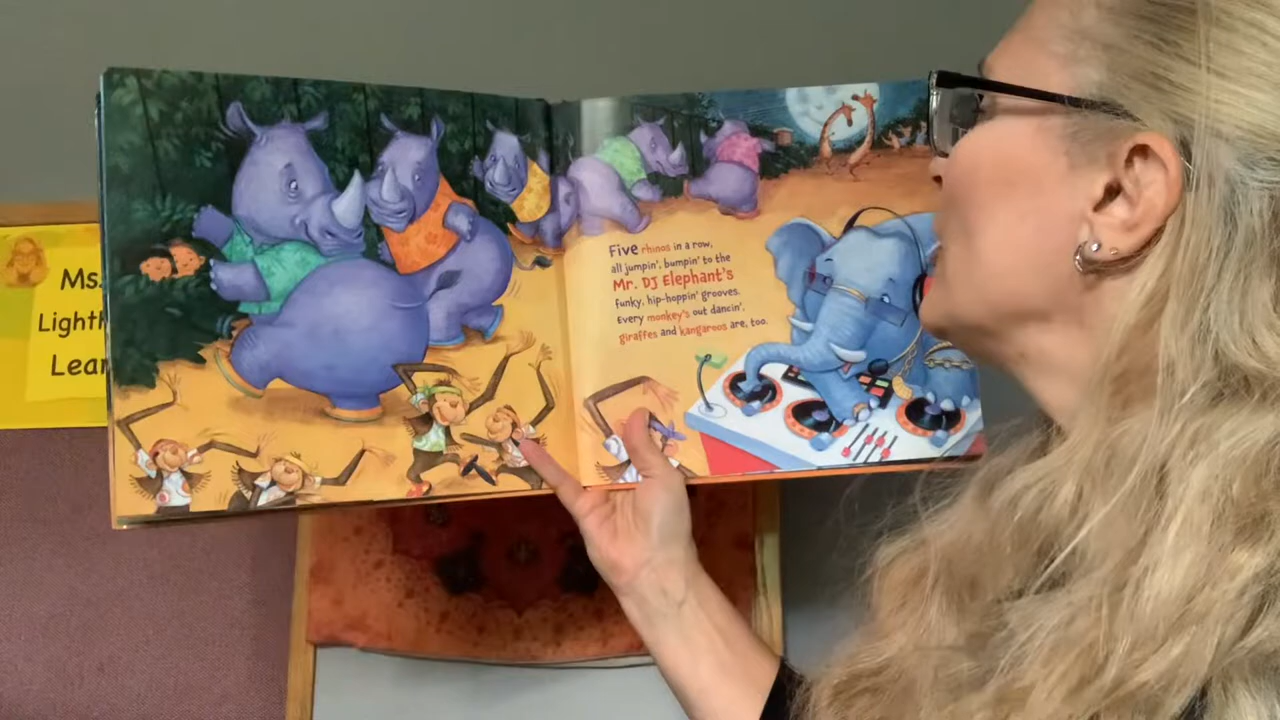 Ms.
Light
Lear
Five rhinos in a row,
all jumpin', bumpin' to the
Mr. DJ Elephant's
funky, hip-hoppin' grooves.
Every monkey's out dancin',
giraffes and kangaroos are, too.